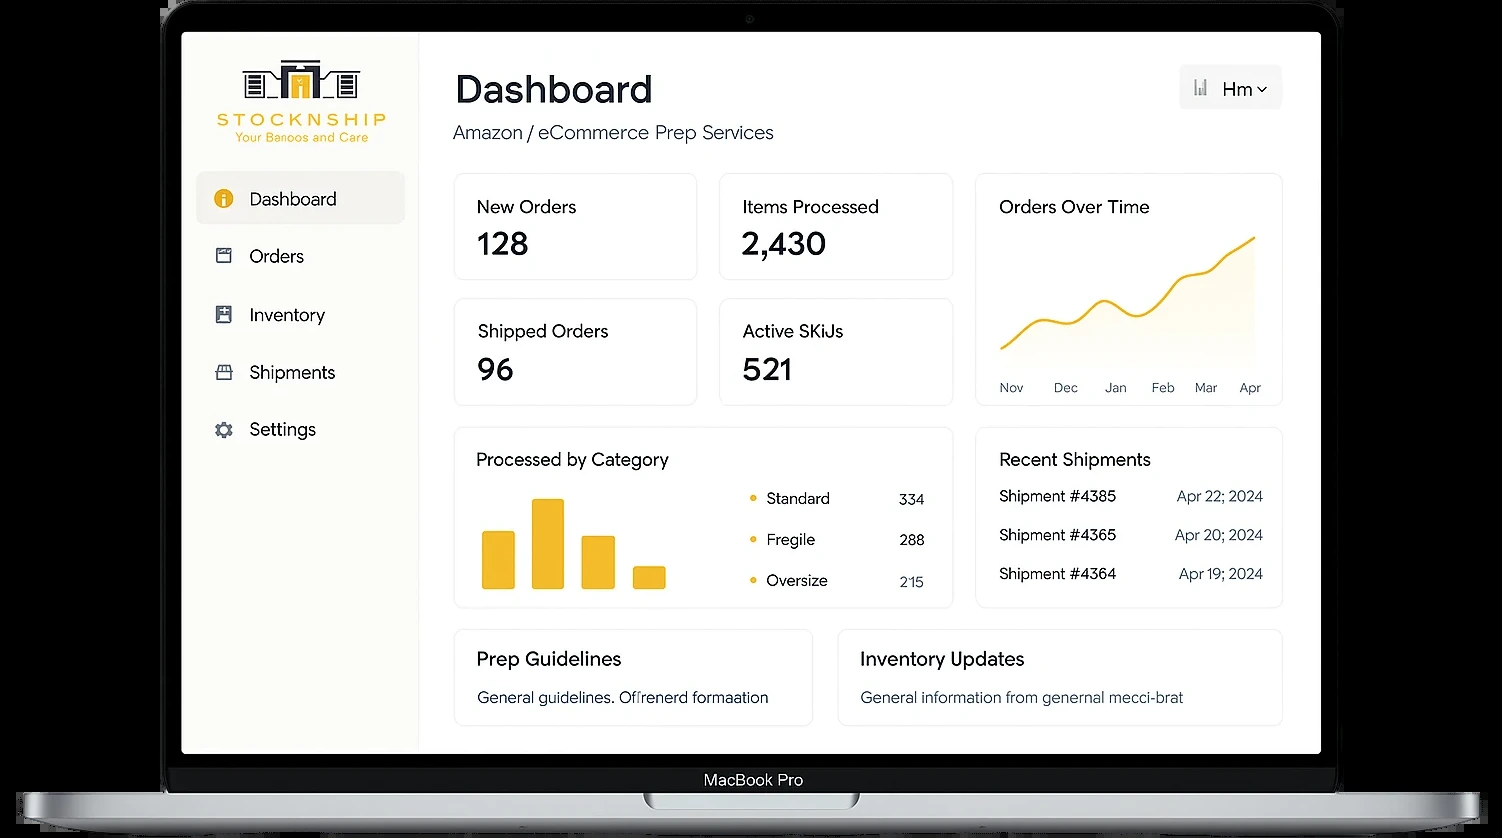 STOCKNSHIP
Your Banoos and Care
Dashboard
Orders
Inventory
Shipments
Settings
Dashboard
Amazon / eCommerce Prep Services
Hm
New Orders
128
Items Processed
2,430
Shipped Orders
96
Active SKiJs
521
Orders Over Time
Nov Dec Jan Feb Mar Apr
Processed by Category
Standard 334
Fregile 288
Oversize 215
Recent Shipments
Shipment #4385 Apr 22; 2024
Shipment #4365 Apr 20; 2024
Shipment #4364 Apr 19; 2024
Prep Guidelines
General guidelines. Ofrenerd formaation
Inventory Updates
General information from genernal mecci-brat
MacBook Pro